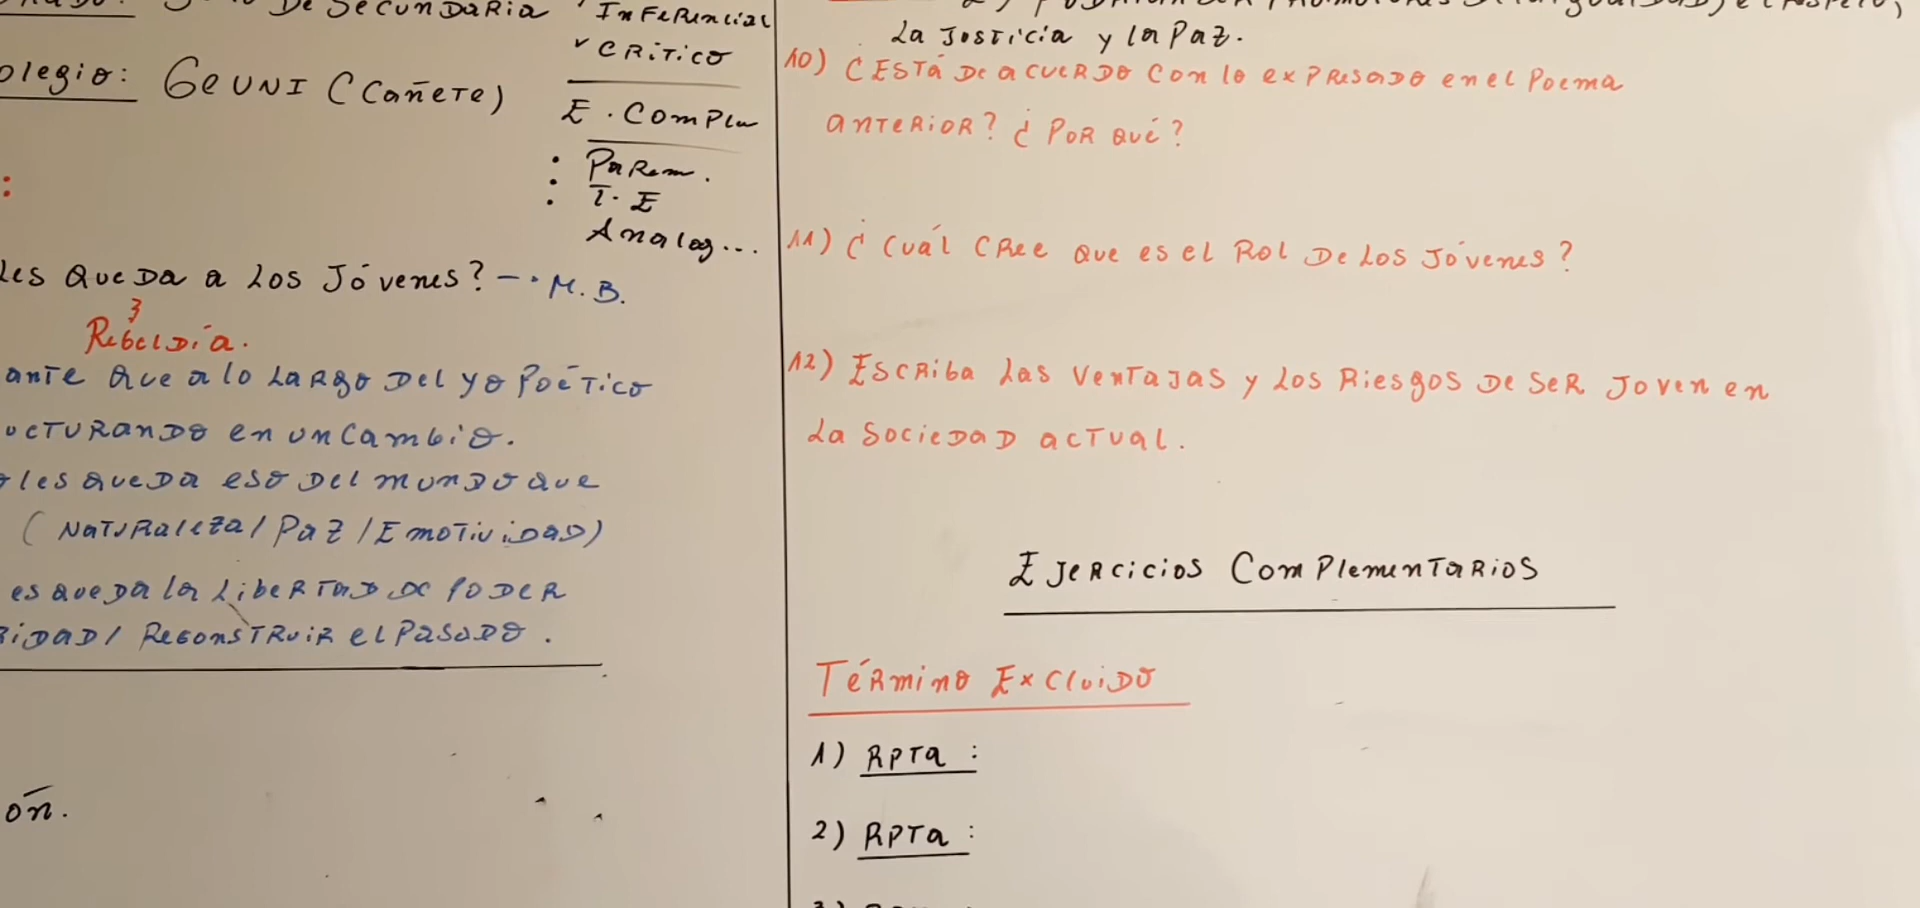 De Secundaria
Inferencial
✓ Crítico
olegio: GeUNI (Cañete)
E. Comple
: Parem.
: T. E
Analog...
:
Les Queda a Los Jóvenes? - . M. B.
3
Rebeldía.
ante Que a lo Largo Del yo Poético
ucturando en un Cambio.
les queda eso del mundo que
(Naturaleza / Paz / Emotividad)
es queda la Libertad de Poder
ridad / Reconstruir el Pasado.
ón.
La Justicia y la Paz.
10) ¿Está De acuerdo con lo expresado en el Poema
anterior? ¿Por qué?
11) ¿Cuál Cree que es el Rol De Los Jóvenes?
12) Escriba Las Ventajas y Los Riesgos De Ser Joven en
La Sociedad actual.
Ejercicios Complementarios
Término Excluido
1) Rpta :
2) Rpta :